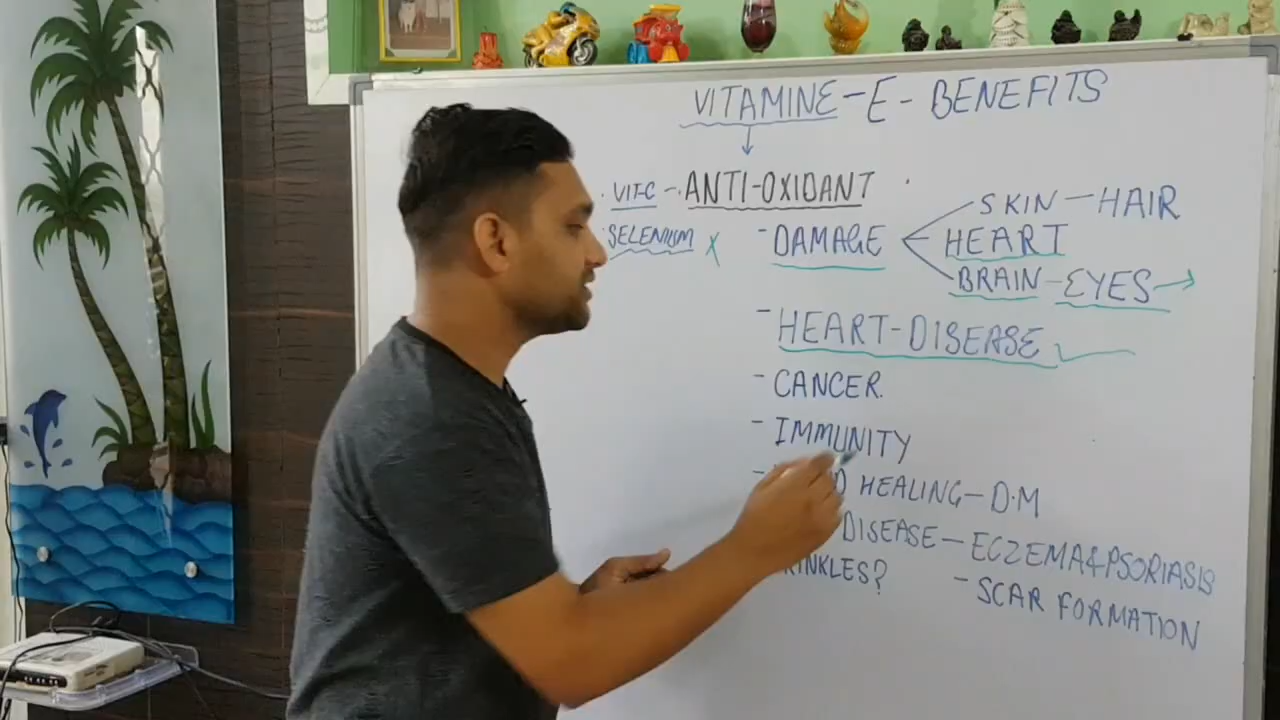 VITAMINE-E- BENEFITS
VIT-C - ANTI-OXIDANT
SELENIUM X
- DAMAGE
SKIN - HAIR
HEART
BRAIN - EYES
- HEART-DISEASE
- CANCER.
- IMMUNITY
HEALING - D.M
DISEASE - ECZEMA & PSORIASIS
- SCAR FORMATION